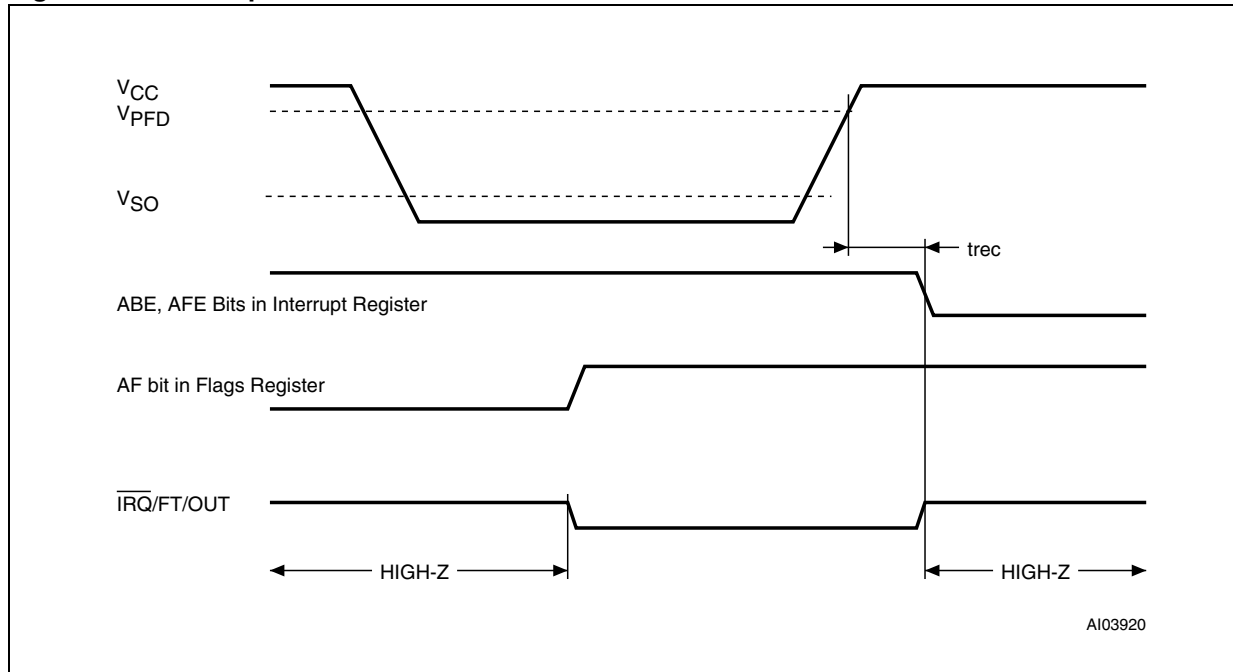 VCC
VPFD
VSO
trec
ABE, AFE Bits in Interrupt Register
AF bit in Flags Register
I̅R̅Q̅/FT/OUT
HIGH-Z
HIGH-Z
AI03920